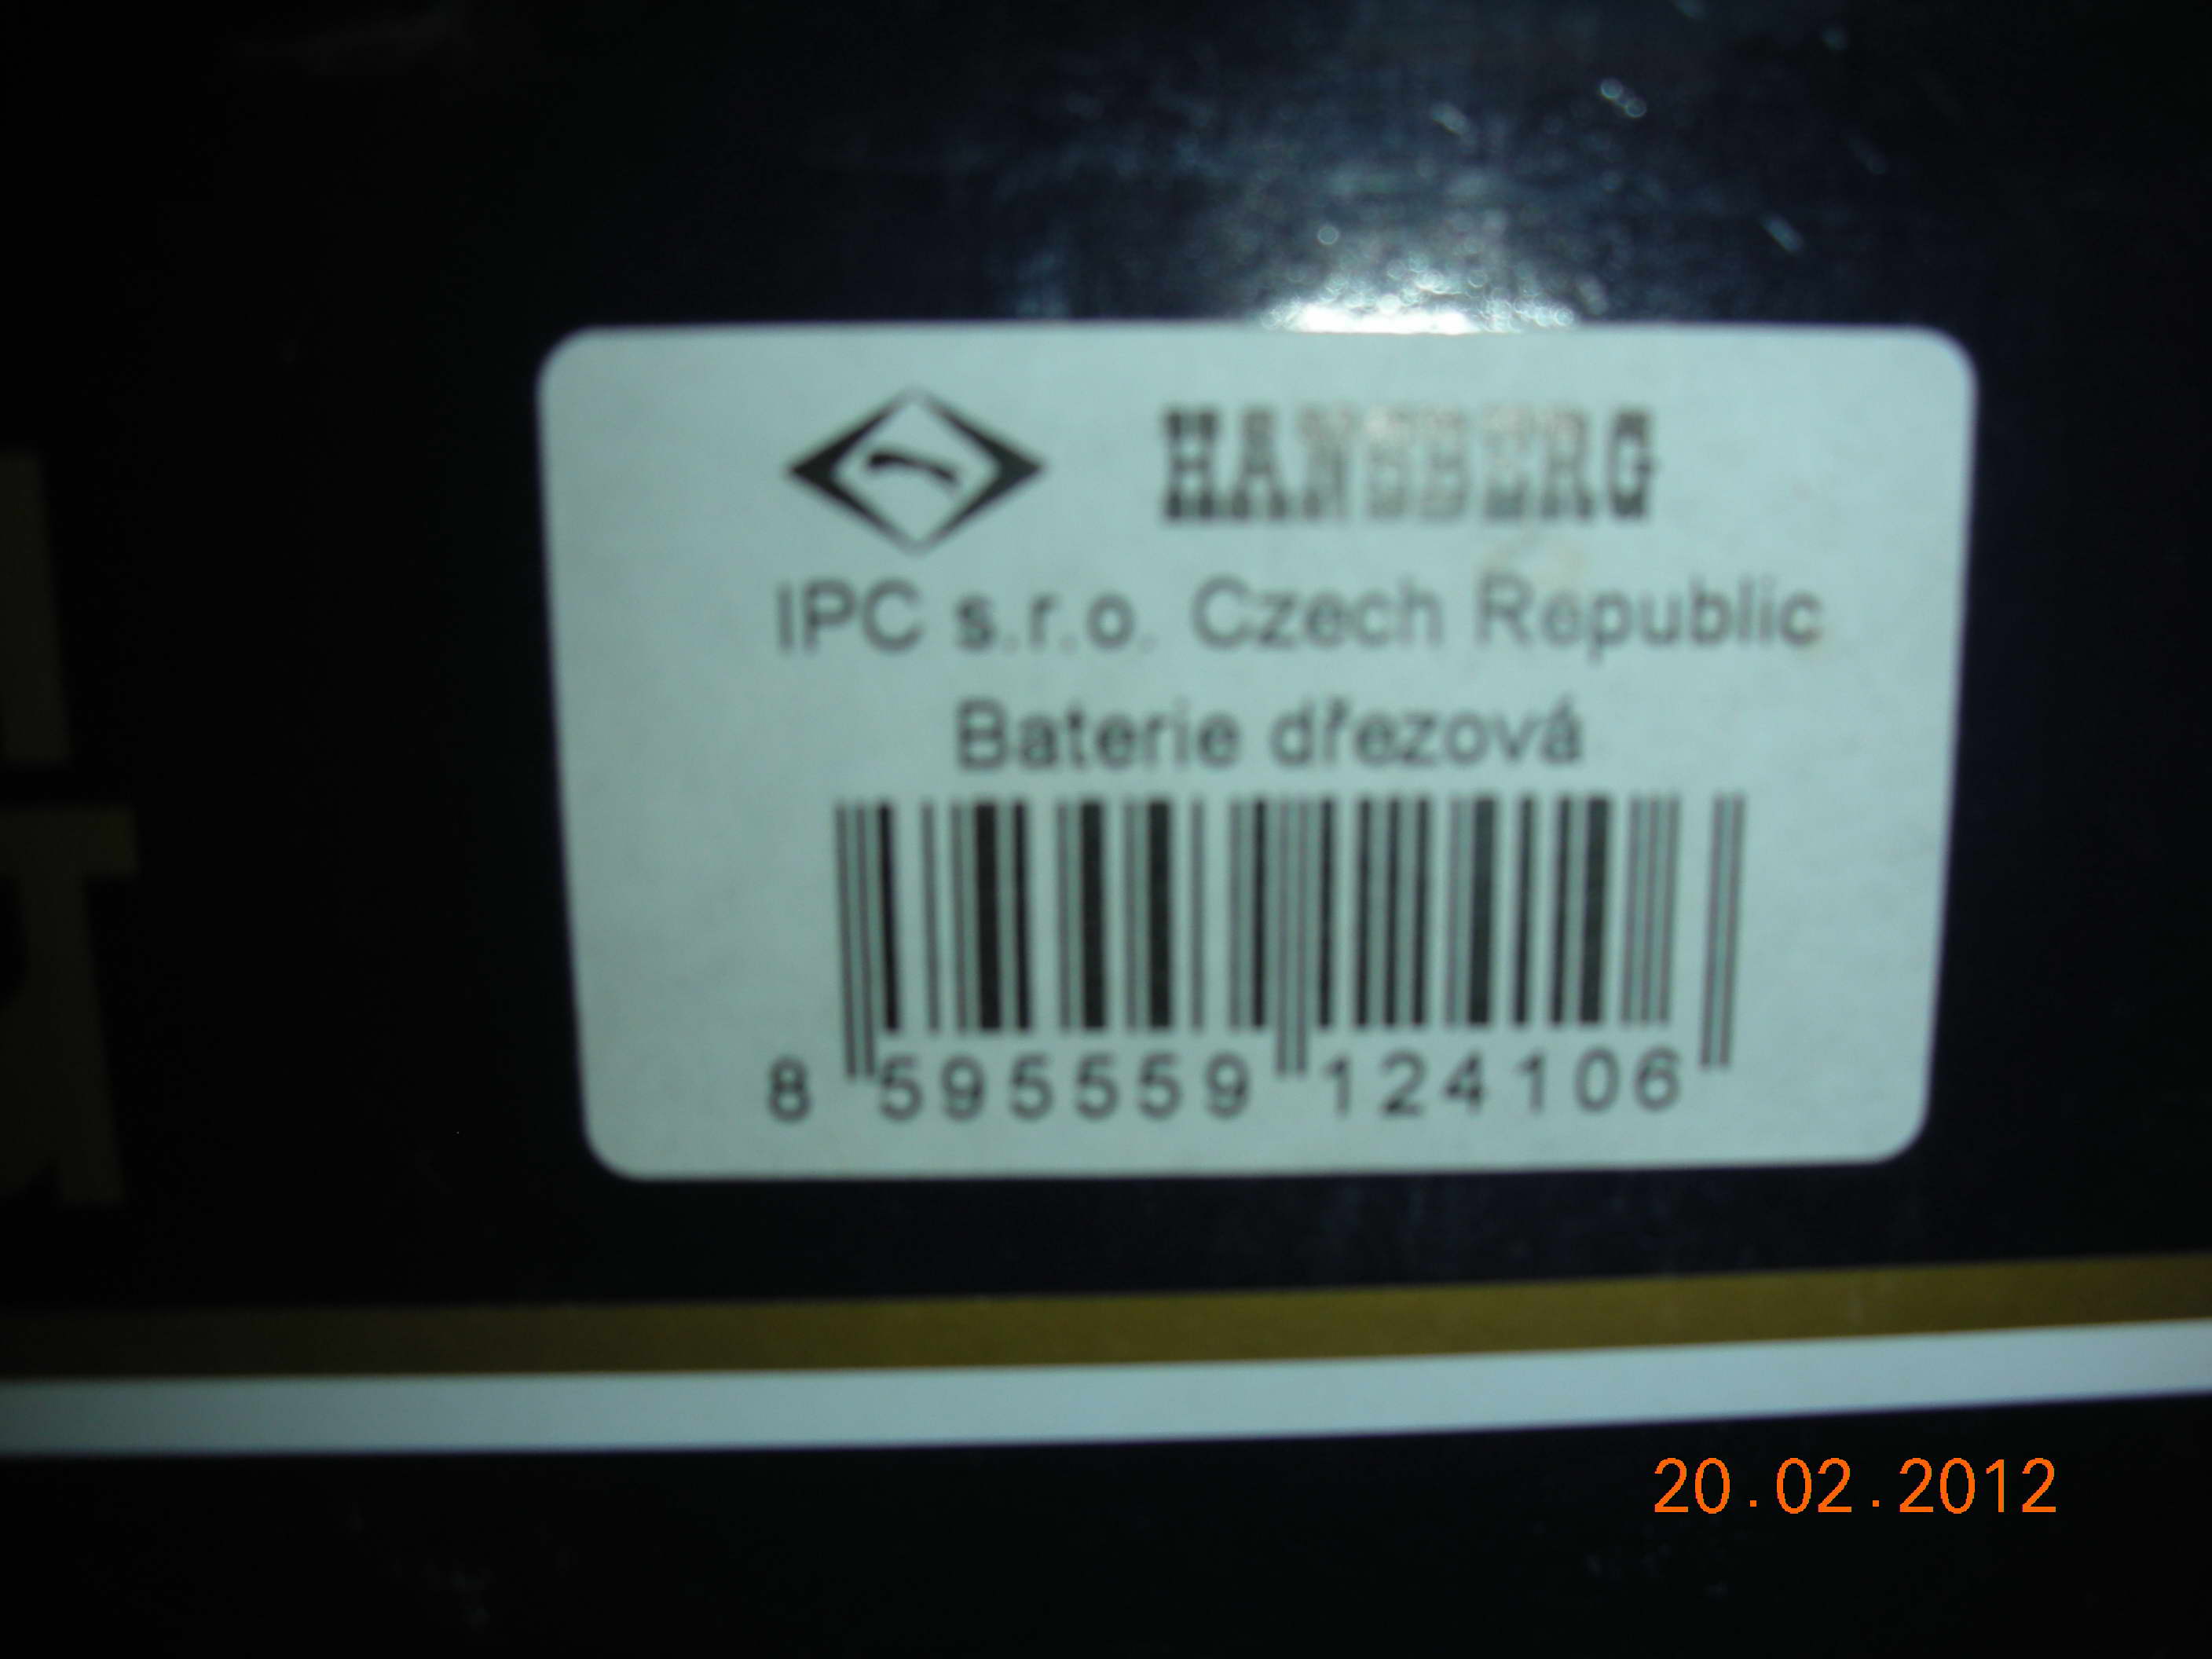 HANSBERG
IPC s.r.o. Czech Republic
Baterie dřezová
8 595559 124106
20.02.2012